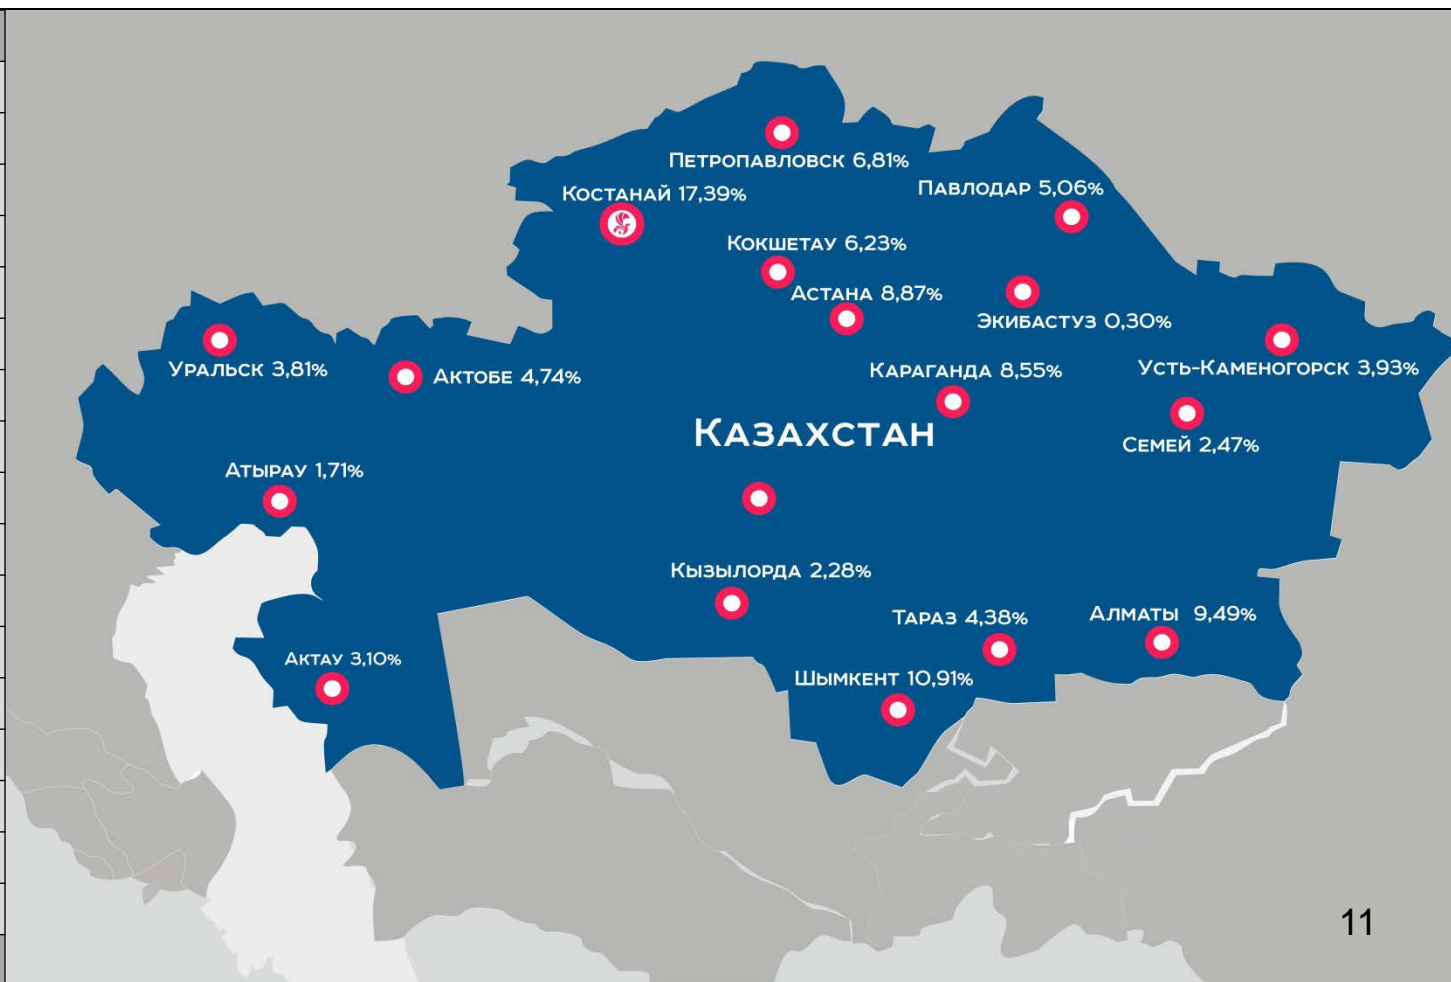 Петропавловск 6,81%
Костанай 17,39%
Павлодар 5,06%
Кокшетау 6,23%
Астана 8,87%
Экибастуз 0,30%
Уральск 3,81%
Актобе 4,74%
Караганда 8,55%
Усть-Каменогорск 3,93%
Казахстан
Семей 2,47%
Атырау 1,71%
Кызылорда 2,28%
Тараз 4,38%
Алматы 9,49%
Актау 3,10%
Шымкент 10,91%
11